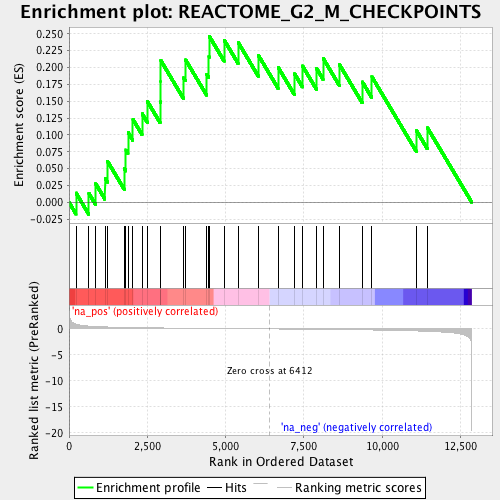 Enrichment plot: REACTOME_G2_M_CHECKPOINTS
Enrichment score (ES)
0.250
0.225
0.200
0.175
0.150
0.125
0.100
0.075
0.050
0.025
0.000
-0.025
'na_pos' (positively correlated)
Ranked list metric (PreRanked)
0
-5
-10
-15
-20
Zero cross at 6412
'na_neg' (negatively correlated)
0 2,500 5,000 7,500 10,000 12,500
Rank in Ordered Dataset
Enrichment profile Hits Ranking metric scores